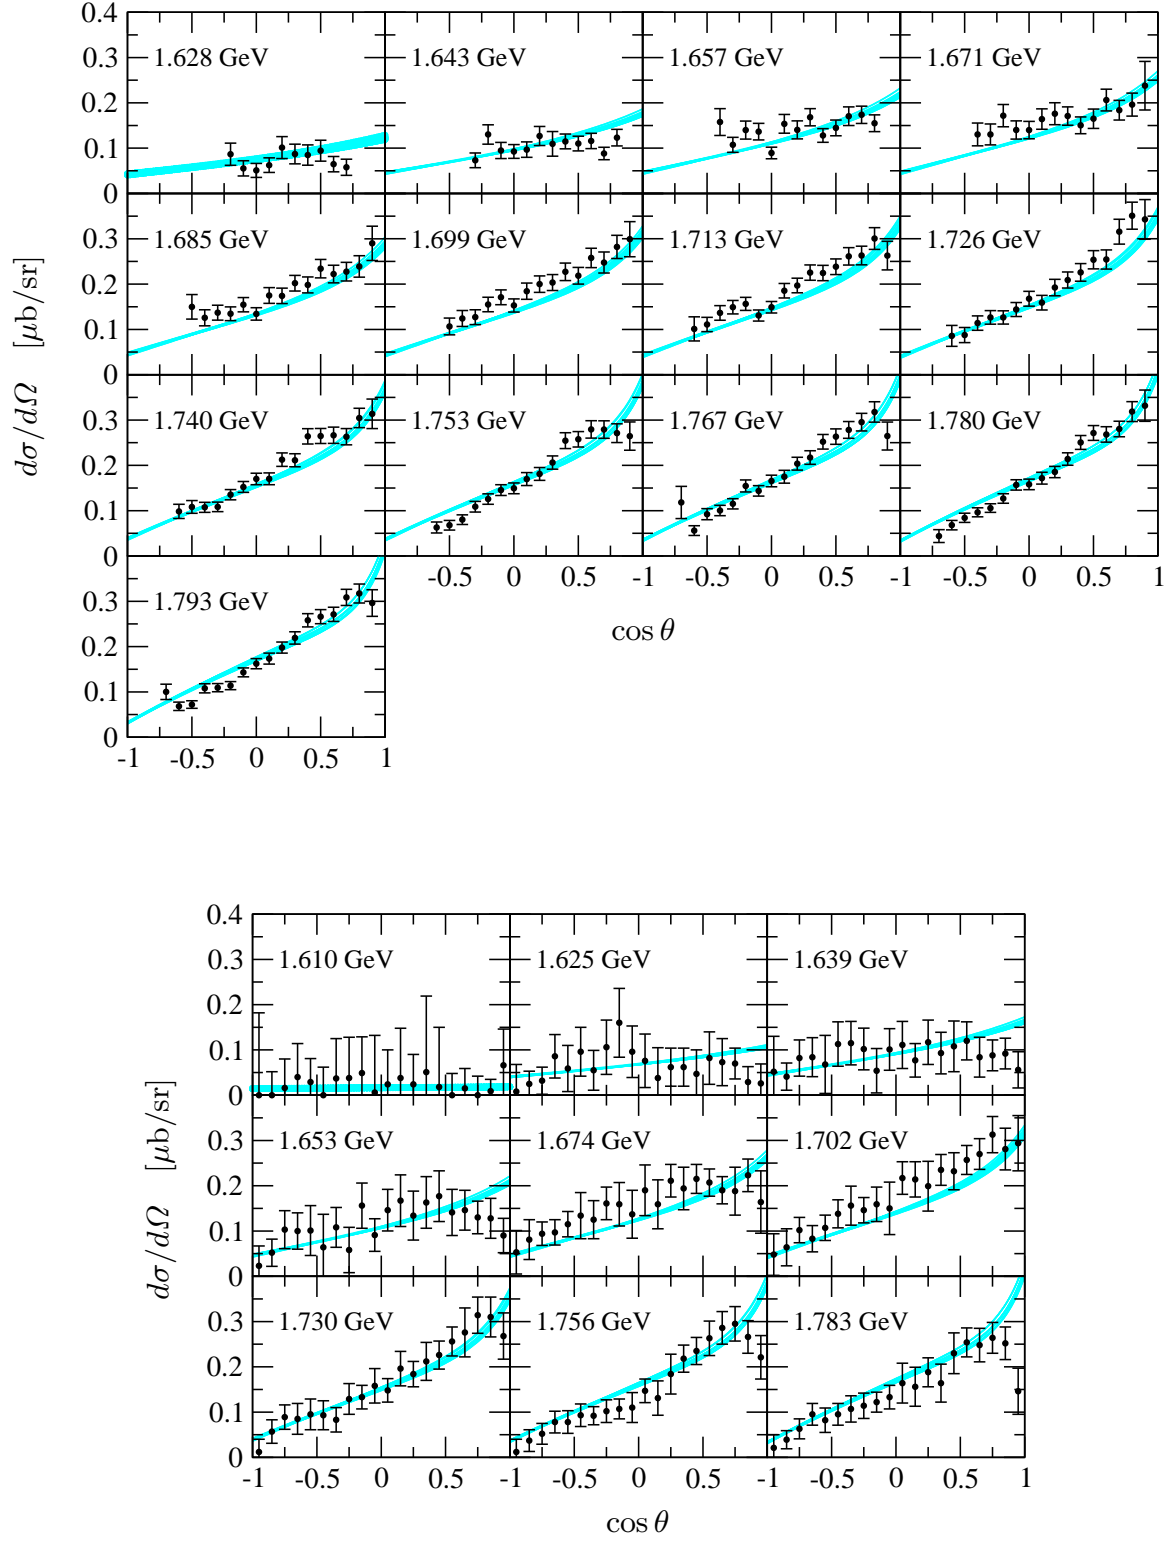 0.4
0.3 1.628 GeV 1.643 GeV 1.657 GeV 1.671 GeV
0.2
0.1
0
0.3 1.685 GeV 1.699 GeV 1.713 GeV 1.726 GeV
0.2
0.1
0
dσ/dΩ [μb/sr]
0.3 1.740 GeV 1.753 GeV 1.767 GeV 1.780 GeV
0.2
0.1
0
-0.5 0 0.5 -1 -0.5 0 0.5 -1 -0.5 0 0.5 1
0.3 1.793 GeV
cos θ
0.2
0.1
0
-1 -0.5 0 0.5 1
0.4
0.3 1.610 GeV 1.625 GeV 1.639 GeV
0.2
0.1
0
dσ/dΩ [μb/sr]
0.3 1.653 GeV 1.674 GeV 1.702 GeV
0.2
0.1
0
0.3 1.730 GeV 1.756 GeV 1.783 GeV
0.2
0.1
0
-1 -0.5 0 0.5 -1 -0.5 0 0.5 -1 -0.5 0 0.5 1
cos θ